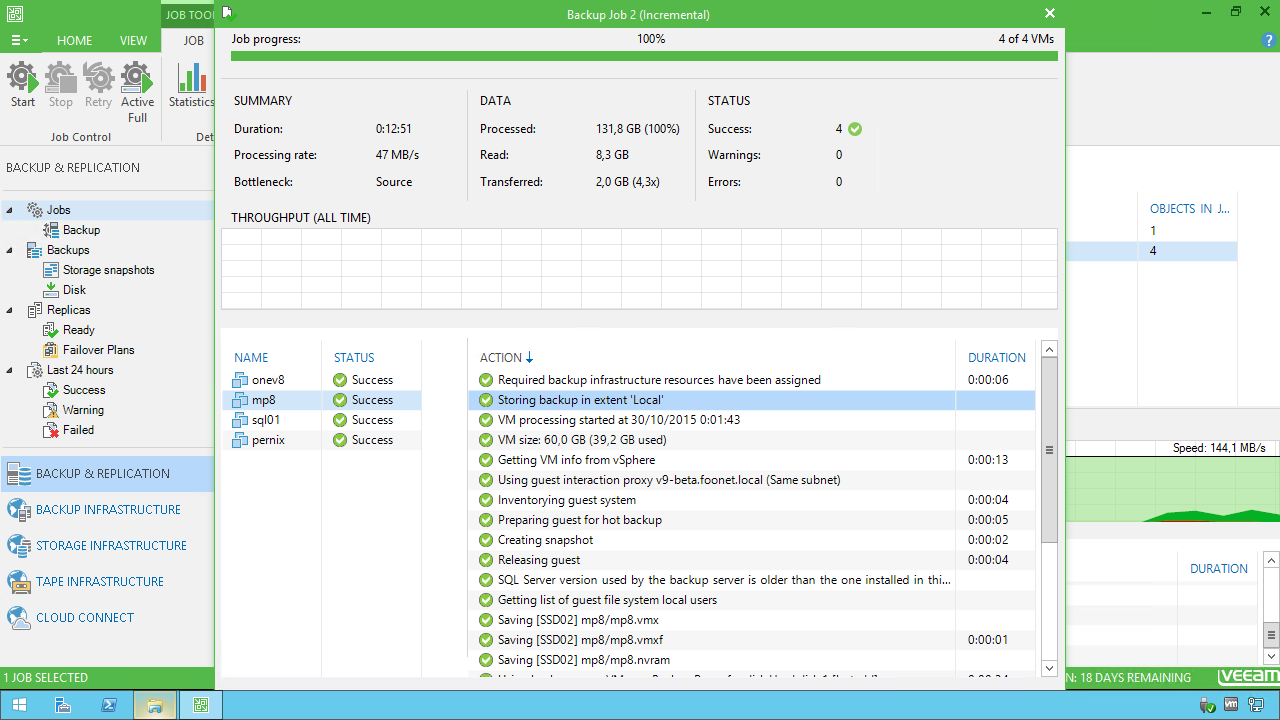 JOB TOOL
Backup Job 2 (Incremental)
HOME VIEW JOB
Job progress: 100% 4 of 4 VMs
Start Stop Retry Active Full Statistics
Job Control Det
SUMMARY DATA STATUS
Duration: 0:12:51 Processed: 131,8 GB (100%) Success: 4
Processing rate: 47 MB/s Read: 8,3 GB Warnings: 0
Bottleneck: Source Transferred: 2,0 GB (4,3x) Errors: 0
THROUGHPUT (ALL TIME)
BACKUP & REPLICATION
Jobs
Backup
Backups
Storage snapshots
Disk
Replicas
Ready
Failover Plans
Last 24 hours
Success
Warning
Failed
BACKUP & REPLICATION
BACKUP INFRASTRUCTURE
STORAGE INFRASTRUCTURE
TAPE INFRASTRUCTURE
CLOUD CONNECT
NAME STATUS
onev8 Success
mp8 Success
sql01 Success
pernix Success
ACTION DURATION
Required backup infrastructure resources have been assigned 0:00:06
Storing backup in extent 'Local'
VM processing started at 30/10/2015 0:01:43
VM size: 60,0 GB (39,2 GB used)
Getting VM info from vSphere 0:00:13
Using guest interaction proxy v9-beta.foonet.local (Same subnet)
Inventorying guest system 0:00:04
Preparing guest for hot backup 0:00:05
Creating snapshot 0:00:02
Releasing guest 0:00:04
SQL Server version used by the backup server is older than the one installed in thi...
Getting list of guest file system local users
Saving [SSD02] mp8/mp8.vmx
Saving [SSD02] mp8/mp8.vmxf 0:00:01
Saving [SSD02] mp8/mp8.nvram
OBJECTS IN J...
1
4
Speed: 144,1 MB/s
DURATION
1 JOB SELECTED
N: 18 DAYS REMAINING
veeam